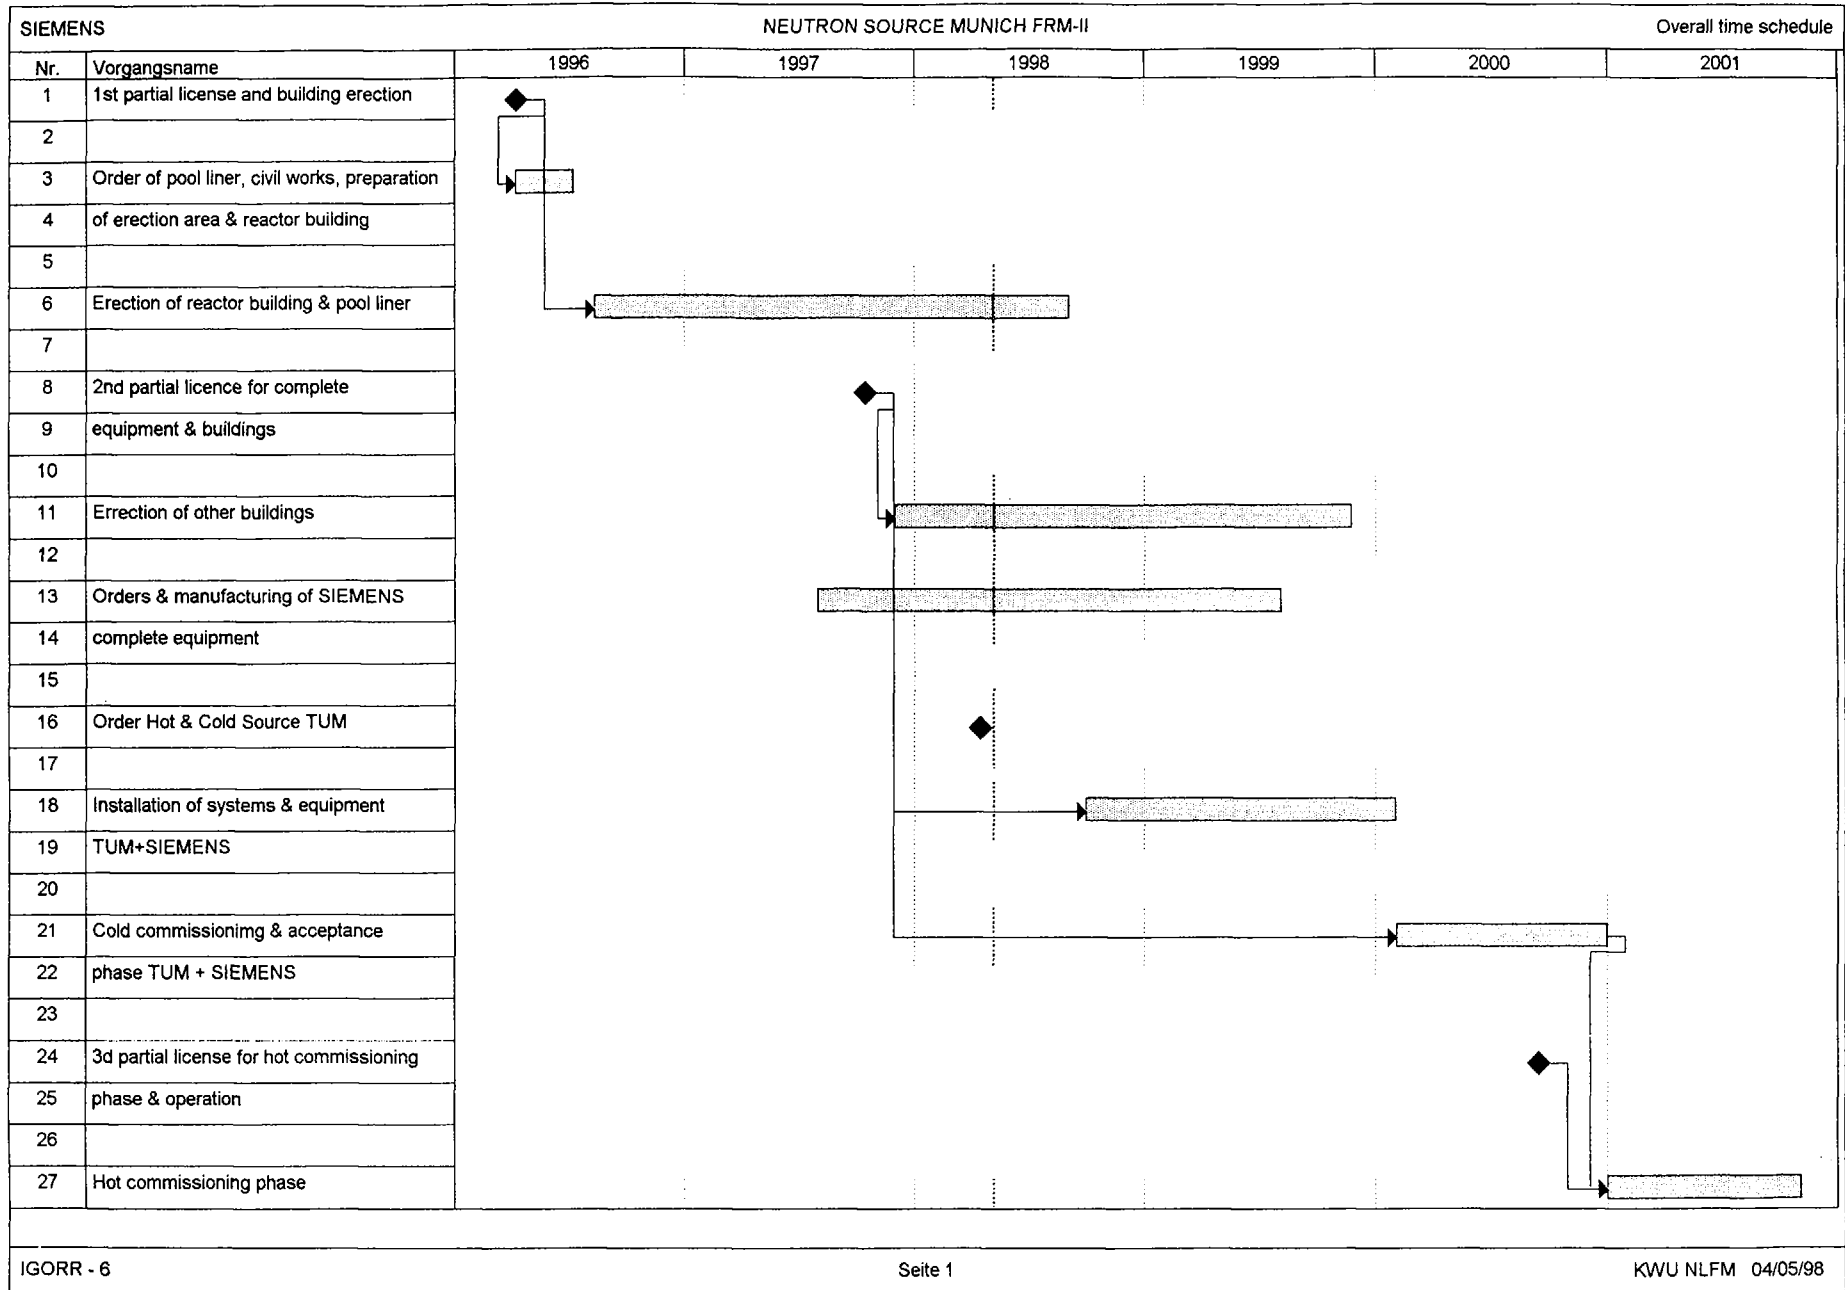 SIEMENS NEUTRON SOURCE MUNICH FRM-II Overall time schedule
Nr. Vorgangsname 1996 1997 1998 1999 2000 2001
1 1st partial license and building erection
2
3 Order of pool liner, civil works, preparation
4 of erection area & reactor building
5
6 Erection of reactor building & pool liner
7
8 2nd partial licence for complete
9 equipment & buildings
10
11 Errection of other buildings
12
13 Orders & manufacturing of SIEMENS
14 complete equipment
15
16 Order Hot & Cold Source TUM
17
18 Installation of systems & equipment
19 TUM+SIEMENS
20
21 Cold commissionimg & acceptance
22 phase TUM + SIEMENS
23
24 3d partial license for hot commissioning
25 phase & operation
26
27 Hot commissioning phase
IGORR - 6 Seite 1 KWU NLFM 04/05/98